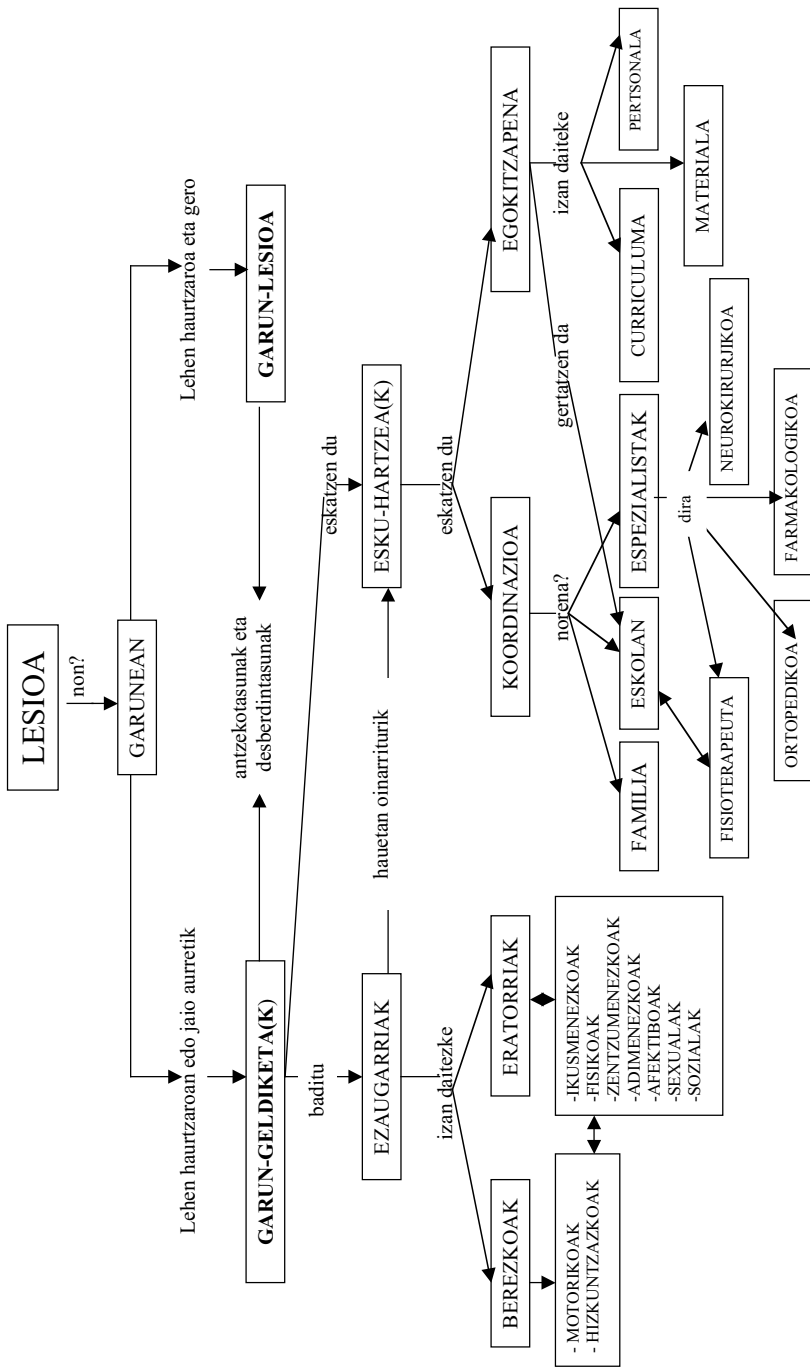 LESIOA
non?
GARUNEAN
Lehen haurtzaroan edo jaio aurretik
Lehen haurtzaroa eta gero
GARUN-GELDIKETA(K)
antzekotasunak eta
desberdintasunak
GARUN-LESIOA
baditu
eskatzen du
EZAUGARRIAK
hauetan oinarriturik
ESKU-HARTZEA(K)
izan daitezke
eskatzen du
BEREZKOAK
ERATORRIAK
KOORDINAZIOA
EGOKITZAPENA
norena?
gertatzen da
izan daiteke
- MOTORIKOAK
- HIZKUNTZAZKOAK
-IKUSMENEZKOAK
-FISIKOAK
-ZENTZUMENEZKOAK
-ADIMENEZKOAK
-AFEKTIBOAK
-SEXUALAK
-SOZIALAK
FAMILIA
ESKOLAN
ESPEZIALISTAK
CURRICULUMA
PERTSONALA
dira
MATERIALA
FISIOTERAPEUTA
NEUROKIRURJIKOA
ORTOPEDIKOA
FARMAKOLOGIKOA